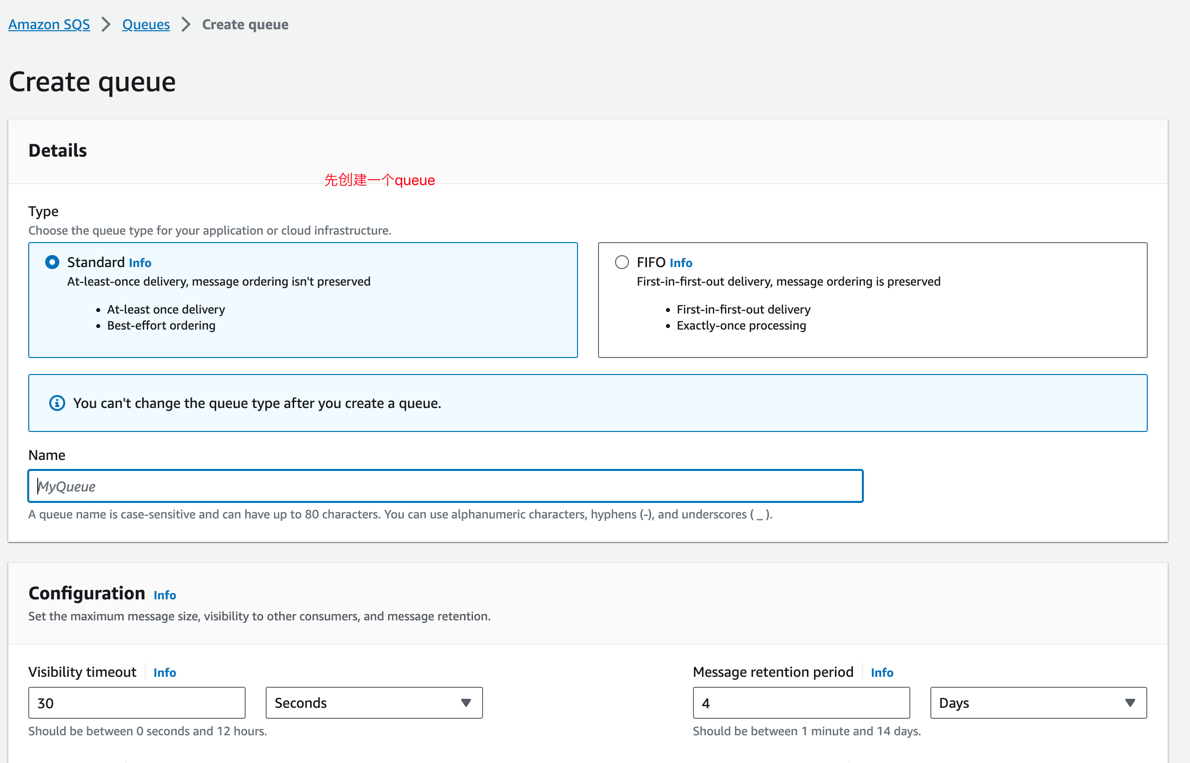 Amazon SQS > Queues > Create queue
Create queue
Details
先创建一个queue
Type
Choose the queue type for your application or cloud infrastructure.
Standard Info
At-least-once delivery, message ordering isn't preserved
• At-least once delivery
• Best-effort ordering
FIFO Info
First-in-first-out delivery, message ordering is preserved
• First-in-first-out delivery
• Exactly-once processing
You can't change the queue type after you create a queue.
Name
MyQueue
A queue name is case-sensitive and can have up to 80 characters. You can use alphanumeric characters, hyphens (-), and underscores ( _ ).
Configuration Info
Set the maximum message size, visibility to other consumers, and message retention.
Visibility timeout Info
30 Seconds
Should be between 0 seconds and 12 hours.
Message retention period Info
4 Days
Should be between 1 minute and 14 days.